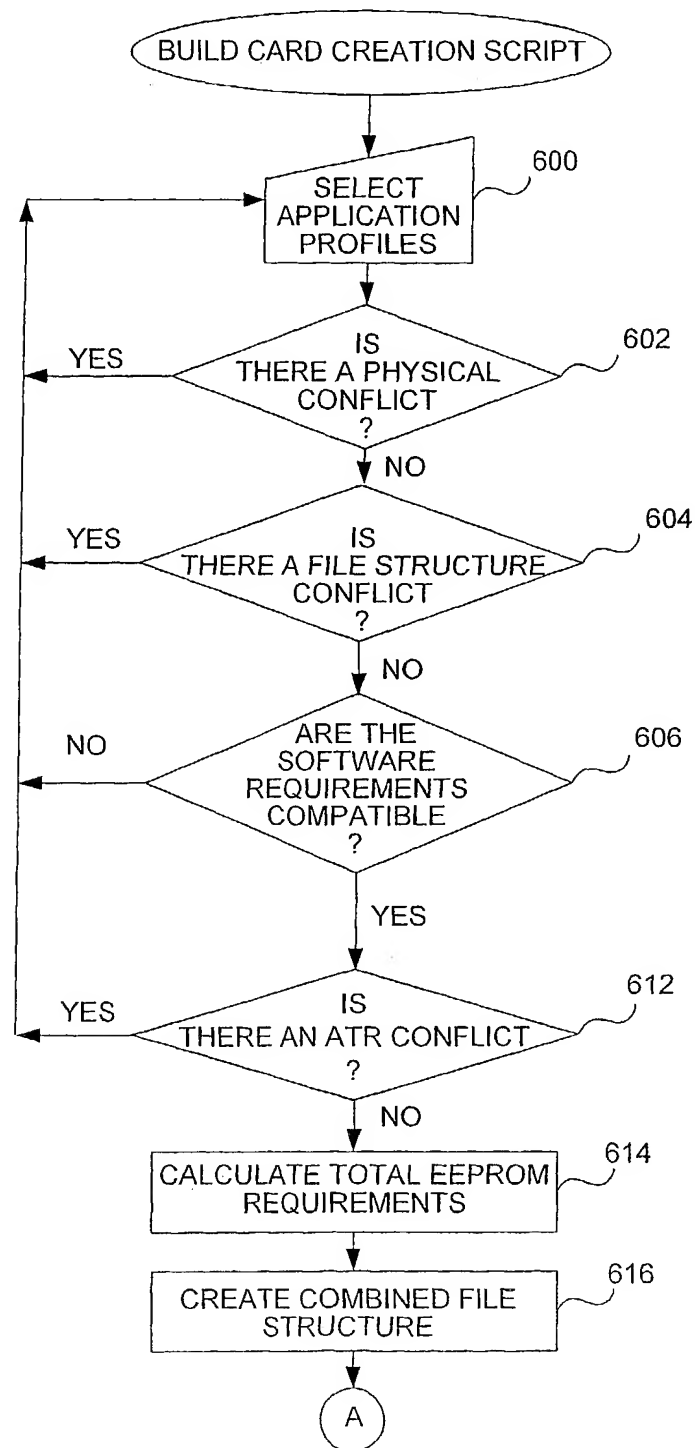 BUILD CARD CREATION SCRIPT
600
SELECT
APPLICATION
PROFILES
IS
THERE A PHYSICAL
CONFLICT
?
602
YES
NO
IS
THERE A FILE STRUCTURE
CONFLICT
?
604
YES
NO
ARE THE
SOFTWARE
REQUIREMENTS
COMPATIBLE
?
606
NO
YES
IS
THERE AN ATR CONFLICT
?
612
YES
NO
CALCULATE TOTAL EEPROM
REQUIREMENTS
614
CREATE COMBINED FILE
STRUCTURE
616
A